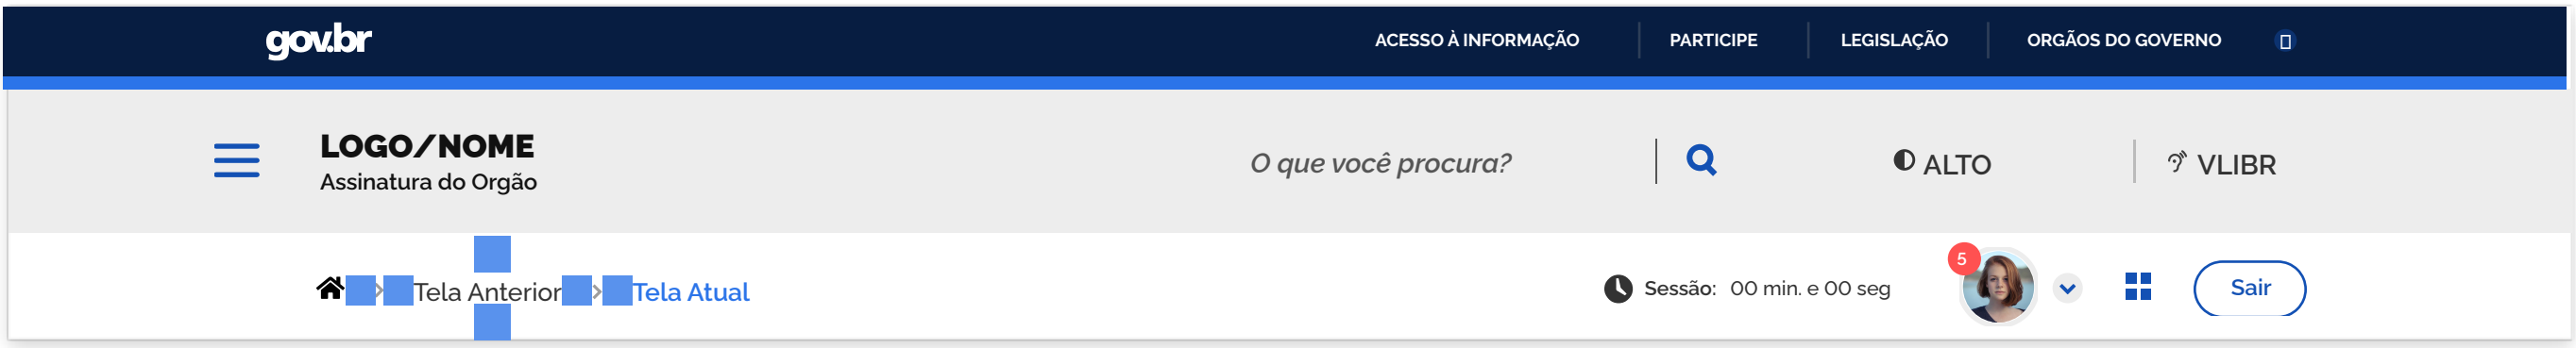 gov.br
ACESSO À INFORMAÇÃO
PARTICIPE
LEGISLAÇÃO
ORGÃOS DO GOVERNO
LOGO/NOME
Assinatura do Orgão
O que você procura?
ALTO
VLIBR
Tela Anterior
Tela Atual
Sessão: 00 min. e 00 seg
5
Sair